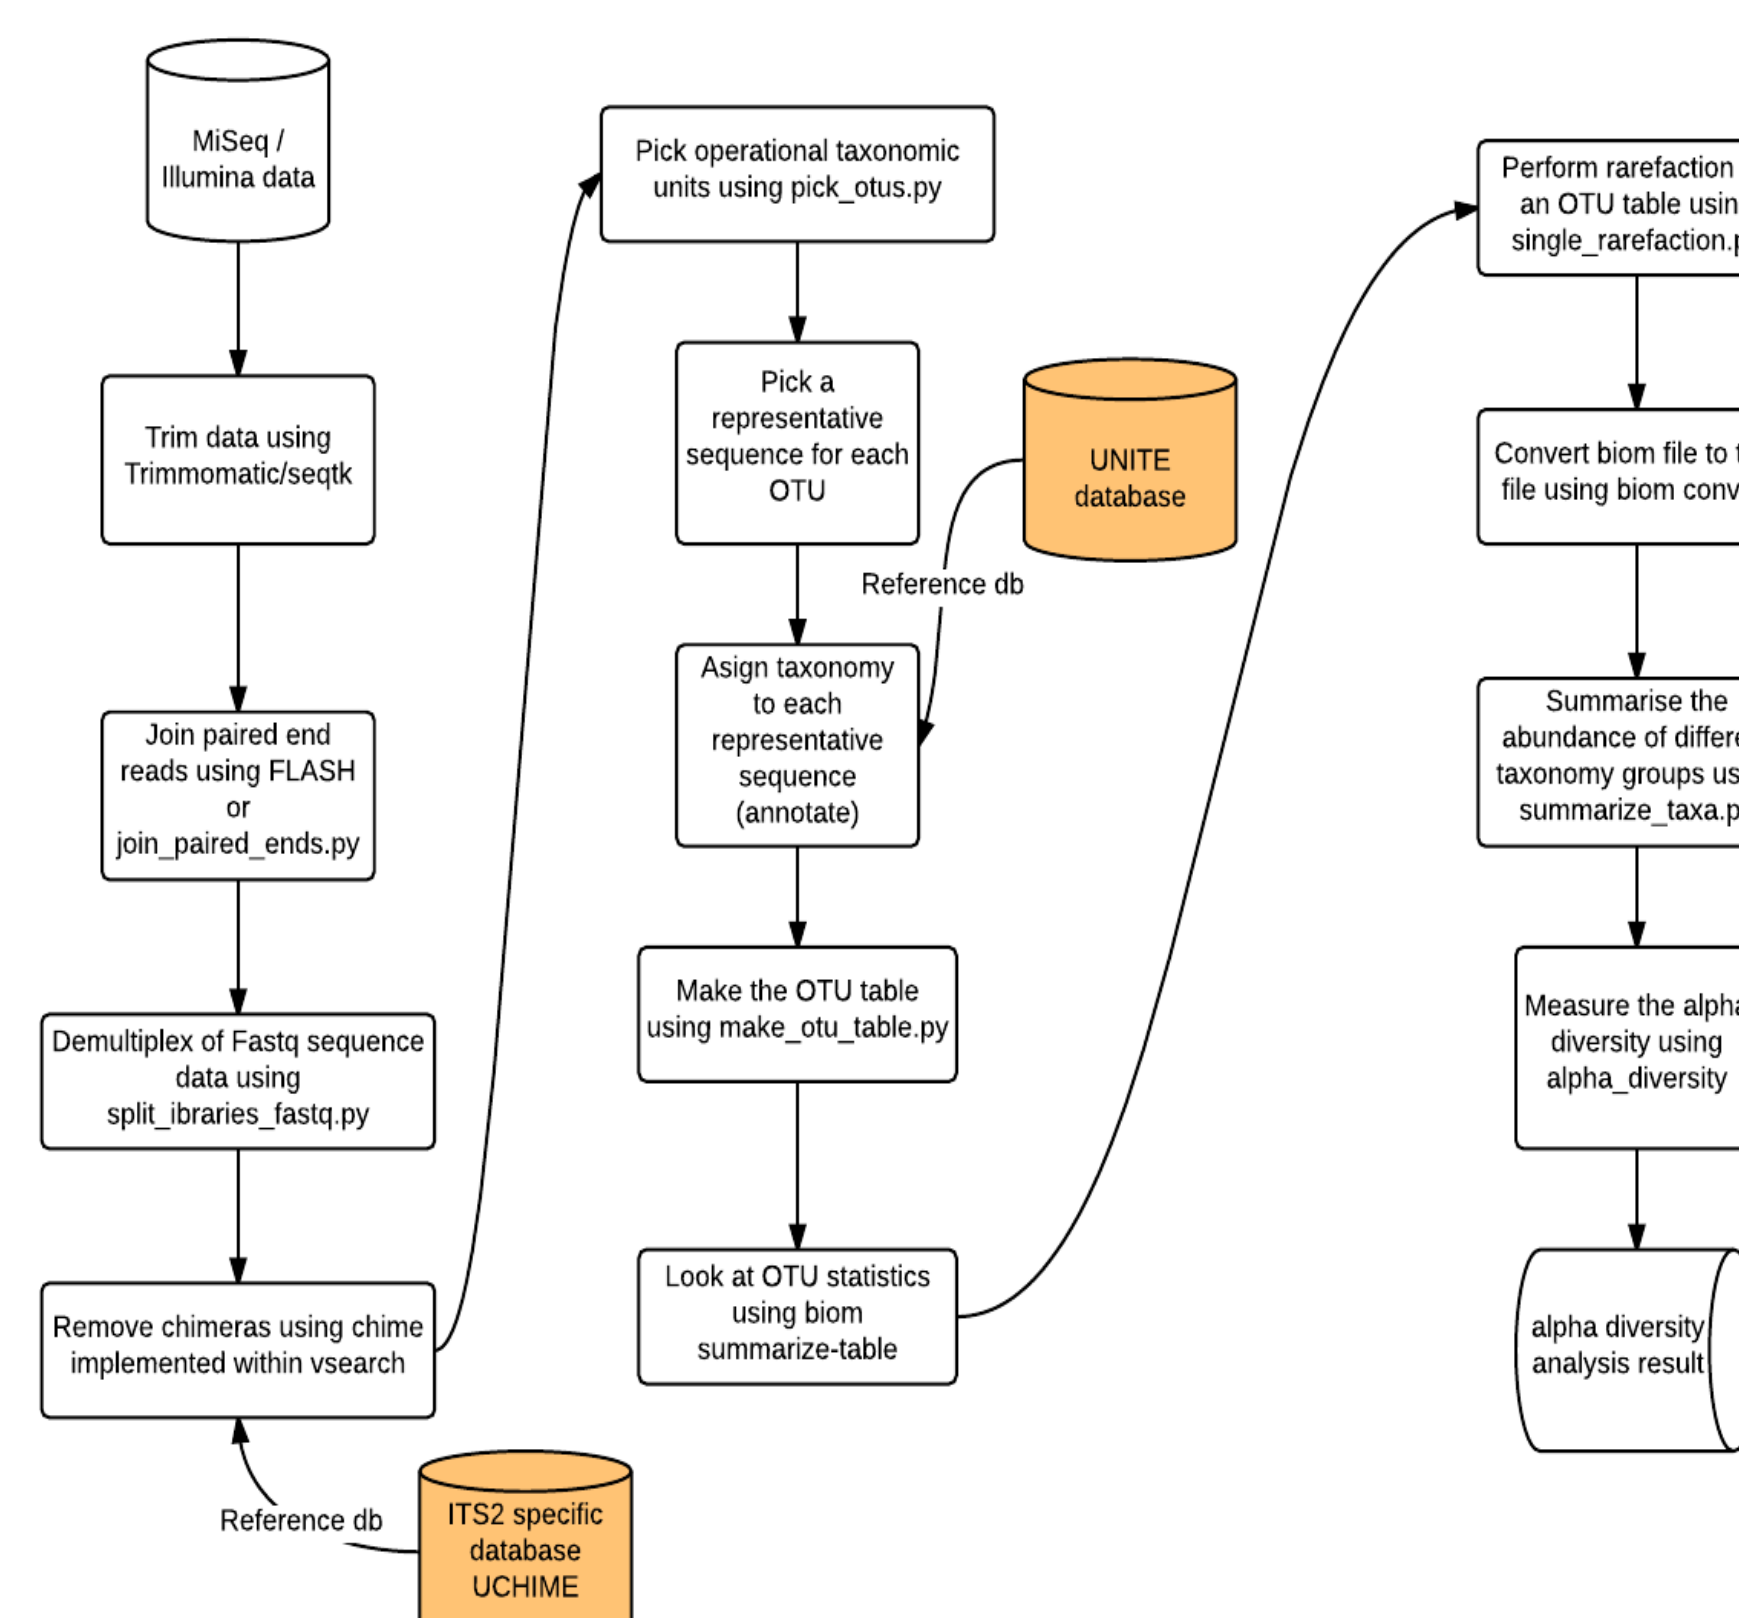 MiSeq /
Illumina data
Trim data using
Trimmomatic/seqtk
Join paired end
reads using FLASH
or
join_paired_ends.py
Demultiplex of Fastq sequence
data using
split_ibraries_fastq.py
Remove chimeras using chime
implemented within vsearch
Reference db
ITS2 specific
database
UCHIME
Pick operational taxonomic
units using pick_otus.py
Pick a
representative
sequence for each
OTU
UNITE
database
Reference db
Asign taxonomy
to each
representative
sequence
(annotate)
Make the OTU table
using make_otu_table.py
Look at OTU statistics
using biom
summarize-table
Perform rarefaction
an OTU table
single_rarefaction.
Convert biom file to
file using biom
Summarise the
abundance of
taxonomy groups
summarize_taxa.
Measure the
diversity using
alpha_diversity
alpha diversity
analysis result